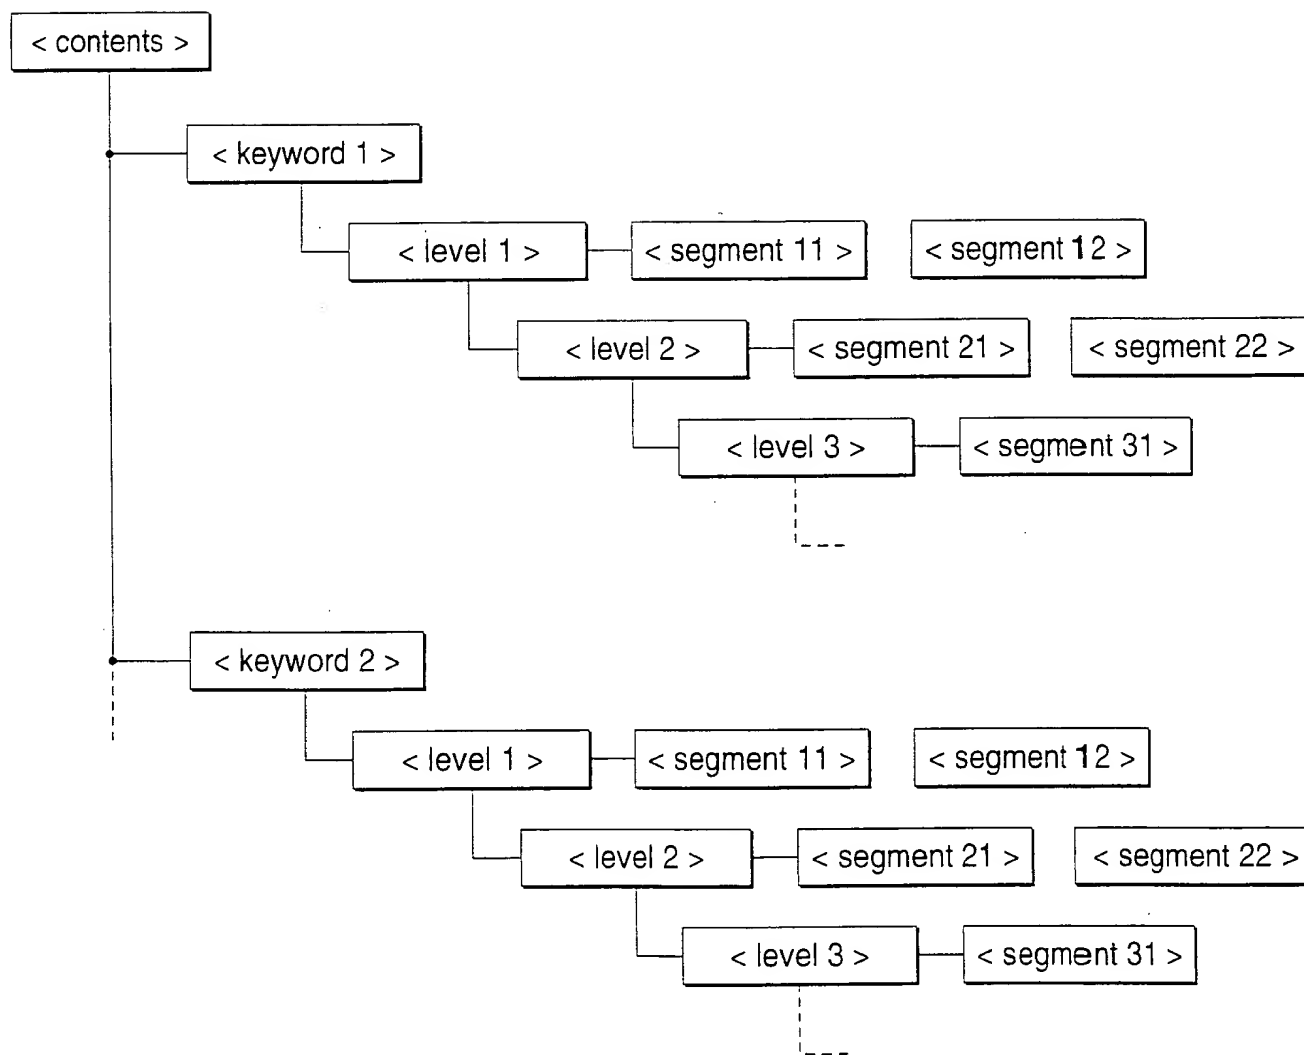 < contents >
< keyword 1 >
< level 1 > < segment 11 > < segment 12 >
< level 2 > < segment 21 > < segment 22 >
< level 3 > < segment 31 >
< keyword 2 >
< level 1 > < segment 11 > < segment 12 >
< level 2 > < segment 21 > < segment 22 >
< level 3 > < segment 31 >